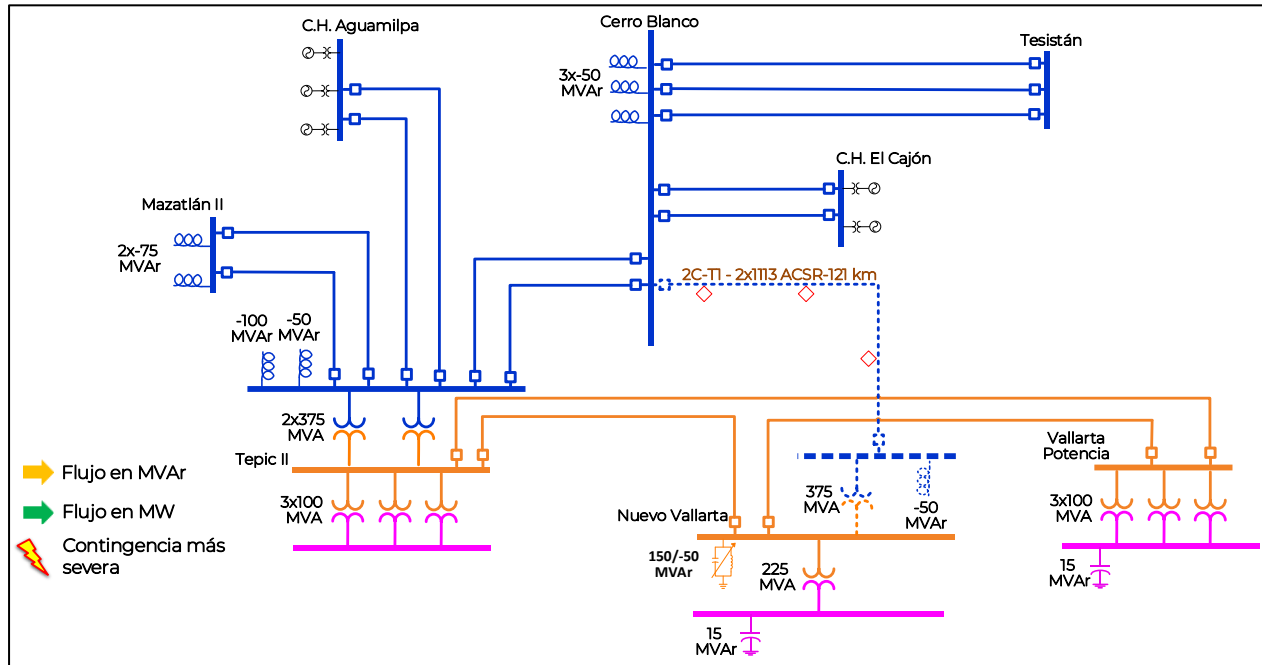 C.H. Aguamilpa
Cerro Blanco
Tesistán
3x-50
MVAr
C.H. El Cajón
Mazatlán II
2x-75
MVAr
2C-T1 - 2x1113 ACSR-121 km
-100
MVAr
-50
MVAr
2x375
MVA
Tepic II
Vallarta
Potencia
Flujo en MVAr
3x100
MVA
375
MVA
-50
MVAr
3x100
MVA
Flujo en MW
Nuevo Vallarta
Contingencia más
severa
150/-50
MVAr
225
MVA
15
MVAr
15
MVAr